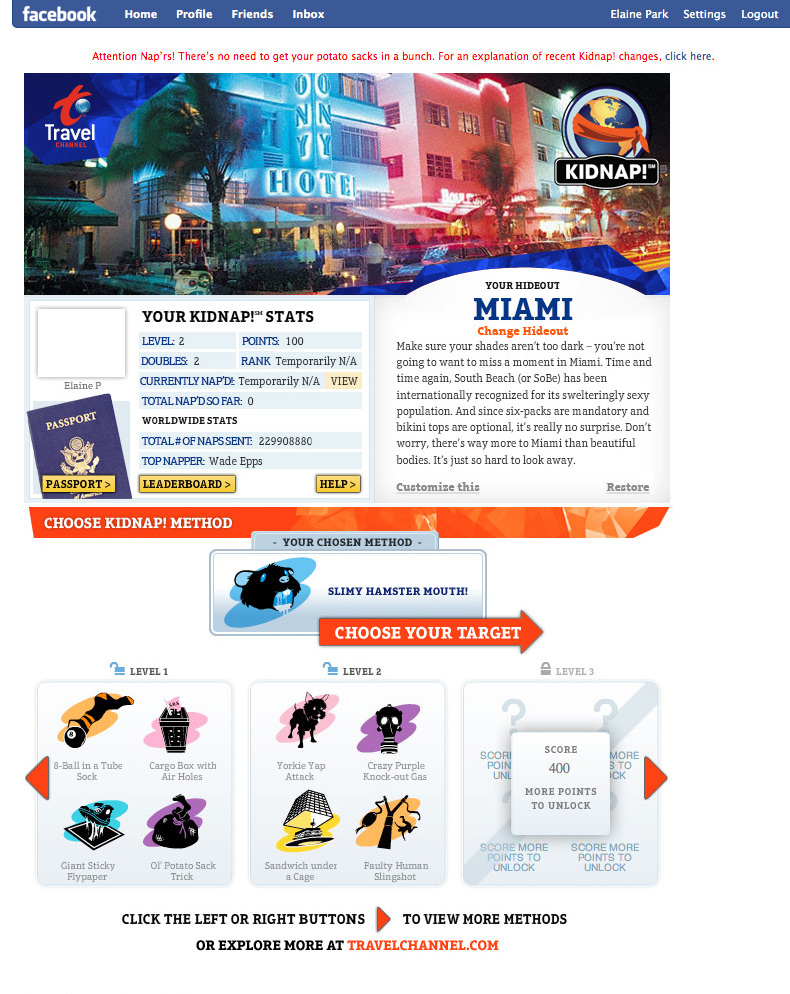 facebook Home Profile Friends Inbox Elaine Park Settings Logout
Attention Nap'rs! There's no need to get your potato sacks in a bunch. For an explanation of recent Kidnap! changes, click here.
Travel
CHANNEL
ONY
ONY
HOTEL
KIDNAP! SM
YOUR HIDEOUT
MIAMI
Change Hideout
Make sure your shades aren't too dark – you're not
going to want to miss a moment in Miami. Time and
time again, South Beach (or SoBe) has been
internationally recognized for its swelteringly sexy
population. And since six-packs are mandatory and
bikini tops are optional, it's really no surprise. Don't
worry, there's way more to Miami than beautiful
bodies. It's just so hard to look away.
Customize this Restore
YOUR KIDNAP! SM STATS
LEVEL: 2 POINTS: 100
DOUBLES: 2 RANK Temporarily N/A
CURRENTLY NAP'D: Temporarily N/A VIEW
TOTAL NAP'D SO FAR: 0
WORLDWIDE STATS
TOTAL # OF NAPS SENT: 229908880
TOP NAPPER: Wade Epps
Elaine P
PASSPORT
of America
PASSPORT > LEADERBOARD > HELP >
CHOOSE KIDNAP! METHOD
- YOUR CHOSEN METHOD -
SLIMY HAMSTER MOUTH!
CHOOSE YOUR TARGET
LEVEL 1 LEVEL 2 LEVEL 3
8-Ball in a Tube
Sock
Cargo Box with
Air Holes
Giant Sticky
Flypaper
Ol' Potato Sack
Trick
Yorkie Yap
Attack
Crazy Purple
Knock-out Gas
Sandwich under
a Cage
Faulty Human
Slingshot
SCORE
400
MORE POINTS
TO UNLOCK
SCORE MORE
POINTS TO
UNLOCK
SCORE MORE
POINTS TO
UNLOCK
CLICK THE LEFT OR RIGHT BUTTONS TO VIEW MORE METHODS
OR EXPLORE MORE AT TRAVELCHANNEL.COM